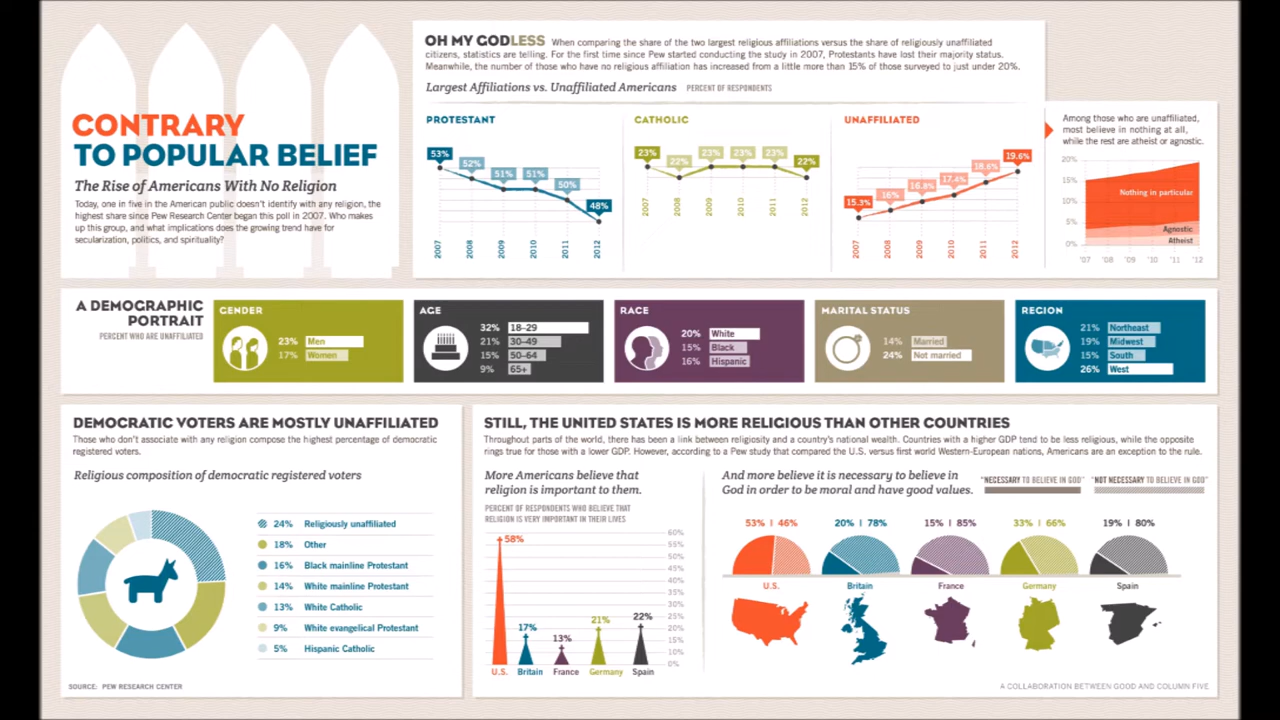 CONTRARY
TO POPULAR BELIEF
The Rise of Americans With No Religion
Today, one in five in the American public doesn't identify with any religion, the
highest share since Pew Research Center began this poll in 2007. Who makes
up this group, and what implications does the growing trend have for
secularization, politics, and spirituality?
OH MY GODLESS When comparing the share of the two largest religious affiliations versus the share of religiously unaffiliated
citizens, statistics are telling. For the first time since Pew started conducting the study in 2007, Protestants have lost their majority status.
Meanwhile, the number of those who have no religious affiliation has increased from a little more than 15% of those surveyed to just under 20%.
Largest Affiliations vs. Unaffiliated Americans PERCENT OF RESPONDENTS
PROTESTANT
53% 52% 51% 51% 50% 48%
2007 2008 2009 2010 2011 2012
CATHOLIC
23% 22% 23% 23% 23% 22%
2007 2008 2009 2010 2011 2012
UNAFFILIATED
15.3% 16% 16.8% 17.4% 18.6% 19.6%
2007 2008 2009 2010 2011 2012
Among those who are unaffiliated,
most believe in nothing at all,
while the rest are atheist or agnostic.
20%
15%
10%
5%
0%
Nothing in particular
Agnostic
Atheist
'07 '08 '09 '10 '11 '12
A DEMOGRAPHIC
PORTRAIT
PERCENT WHO ARE UNAFFILIATED
GENDER
23% Men
17% Women
AGE
32% 18–29
21% 30–49
15% 50–64
9% 65+
RACE
20% White
15% Black
16% Hispanic
MARITAL STATUS
14% Married
24% Not married
REGION
21% Northeast
19% Midwest
15% South
26% West
DEMOCRATIC VOTERS ARE MOSTLY UNAFFILIATED
Those who don't associate with any religion compose the highest percentage of democratic
registered voters.
Religious composition of democratic registered voters
24% Religiously unaffiliated
18% Other
16% Black mainline Protestant
14% White mainline Protestant
13% White Catholic
9% White evangelical Protestant
5% Hispanic Catholic
SOURCE: PEW RESEARCH CENTER
STILL, THE UNITED STATES IS MORE RELIGIOUS THAN OTHER COUNTRIES
Throughout parts of the world, there has been a link between religiosity and a country's national wealth. Countries with a higher GDP tend to be less religious, while the opposite
rings true for those with a lower GDP. However, according to a Pew study that compared the U.S. versus first world Western-European nations, Americans are an exception to the rule.
More Americans believe that
religion is important to them.
PERCENT OF RESPONDENTS WHO BELIEVE THAT
RELIGION IS VERY IMPORTANT IN THEIR LIVES
60%
55%
50%
45%
40%
35%
30%
25%
20%
15%
10%
5%
0%
58% 17% 13% 21% 22%
U.S. Britain France Germany Spain
And more believe it is necessary to believe in
God in order to be moral and have good values.
"NECESSARY TO BELIEVE IN GOD" "NOT NECESSARY TO BELIEVE IN GOD"
53% | 46% 20% | 78% 15% | 85% 33% | 66% 19% | 80%
U.S. Britain France Germany Spain
A COLLABORATION BETWEEN GOOD AND COLUMN FIVE